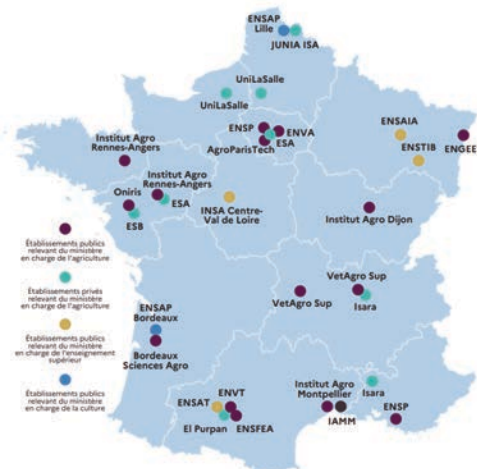 ENSAP
Lille
JUNIA ISA
UniLaSalle
UniLaSalle
ENSP
ENVA
ESA
AgroParisTech
ENSAIA
ENSTIB
ENGEES
Institut Agro
Rennes-Angers
Institut Agro
Rennes-Angers
Oniris
ESA
ESB
INSA Centre-
Val de Loire
Institut Agro Dijon
Établissements publics
relevant du ministère
en charge de l'agriculture
Établissements privés
relevant du ministère
en charge de l'agriculture
Établissements publics
relevant du ministère
en charge de l'enseignement
supérieur
Établissements publics
relevant du ministère
en charge de la culture
VetAgro Sup
VetAgro Sup
Isara
ENSAP
Bordeaux
Bordeaux
Sciences Agro
ENSAT
ENVT
El Purpan
ENSFEA
Institut Agro
Montpellier
IAMM
Isara
ENSP